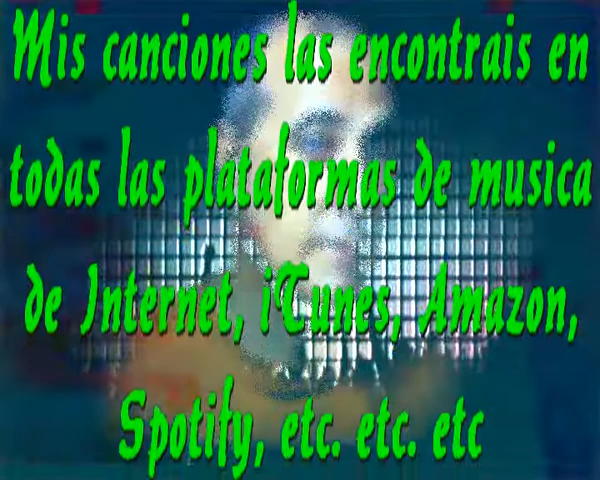 Mis canciones las encontrais en
todas las plataformas de musica
de Internet, iTunes, Amazon,
Spotify, etc. etc. etc